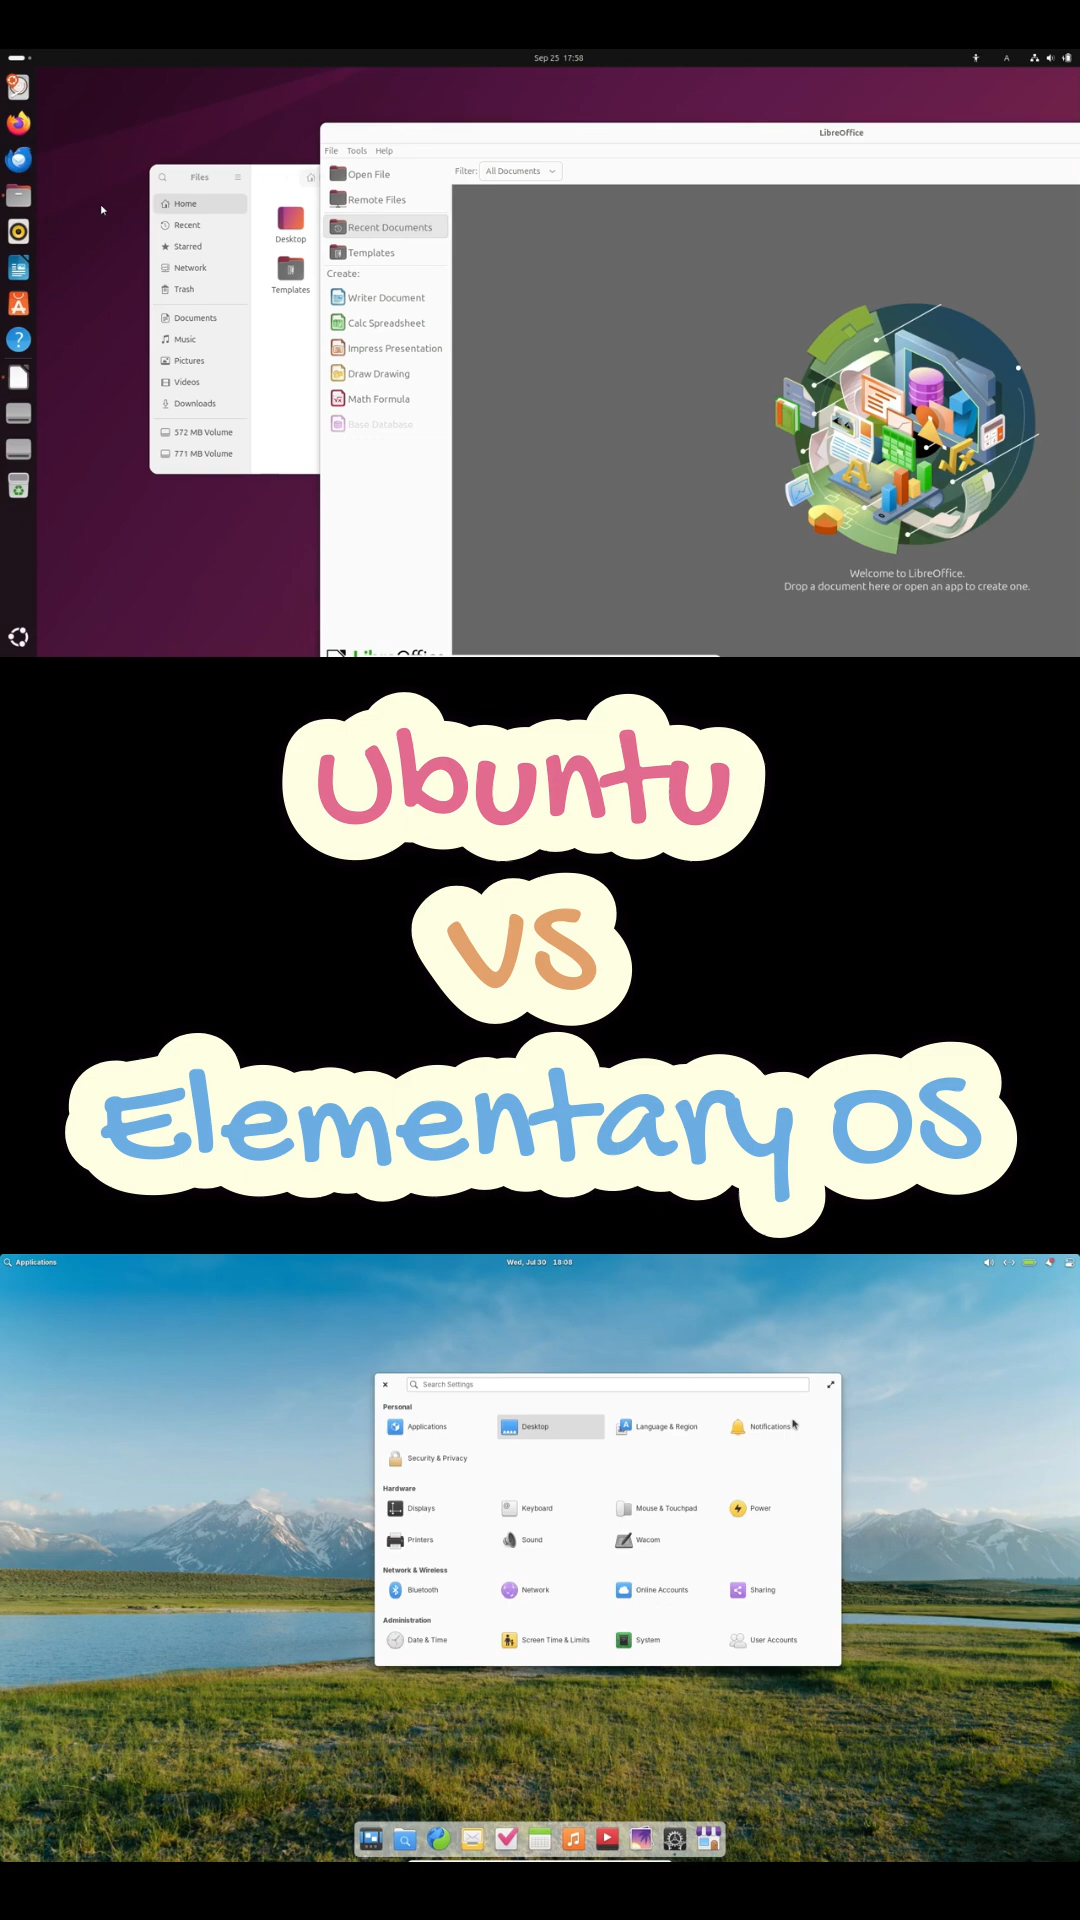 Sep 25 17:58
A
LibreOffice
File Tools Help
Filter: All Documents
Open File
Remote Files
Recent Documents
Templates
Create:
Writer Document
Calc Spreadsheet
Impress Presentation
Draw Drawing
Math Formula
Base Database
Files
Home
Recent
Starred
Network
Trash
Documents
Music
Pictures
Videos
Downloads
572 MB Volume
771 MB Volume
Desktop
Templates
Welcome to LibreOffice.
Drop a document here or open an app to create one.
LibreOffice
Ubuntu
VS
Elementary OS
Applications
Wed, Jul 30 18:08
Search Settings
Personal
Applications Desktop Language & Region Notifications
Security & Privacy
Hardware
Displays Keyboard Mouse & Touchpad Power
Printers Sound Wacom
Network & Wireless
Bluetooth Network Online Accounts Sharing
Administration
Date & Time Screen Time & Limits System User Accounts